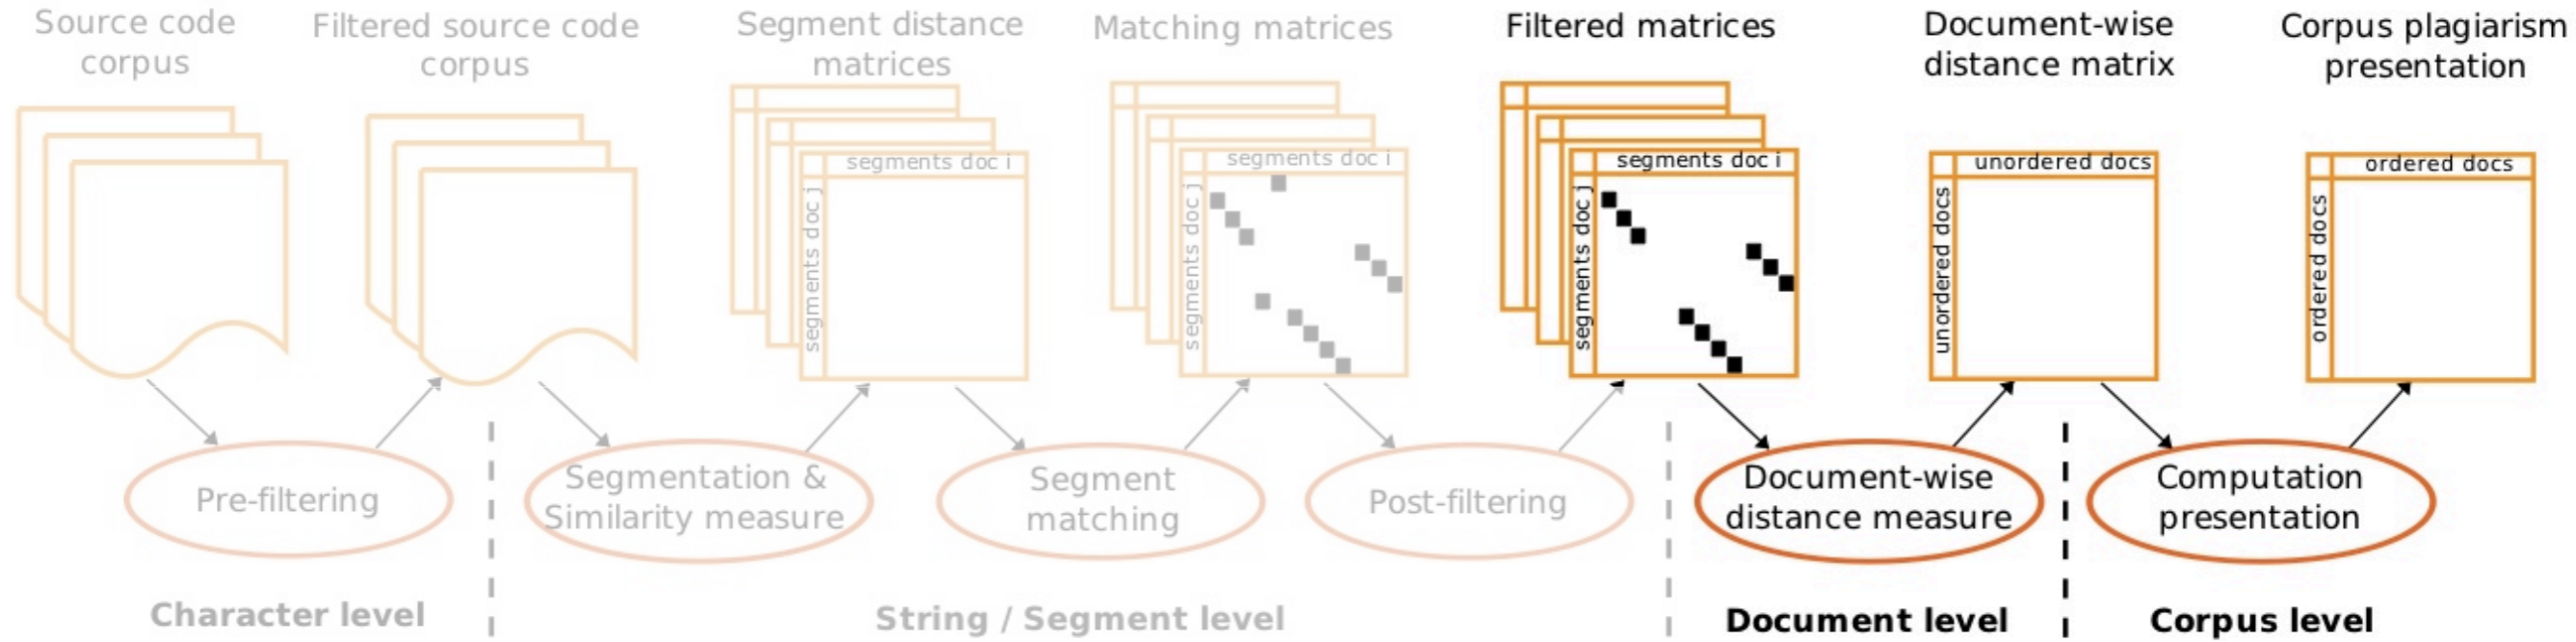 Source code
corpus
Filtered source code
corpus
Segment distance
matrices
Matching matrices
Filtered matrices
Document-wise
distance matrix
Corpus plagiarism
presentation
segments doc i
segments doc j
segments doc i
segments doc j
segments doc i
segments doc j
unordered docs
unordered docs
ordered docs
ordered docs
Pre-filtering
Segmentation &
Similarity measure
Segment
matching
Post-filtering
Document-wise
distance measure
Computation
presentation
Character level
String / Segment level
Document level
Corpus level